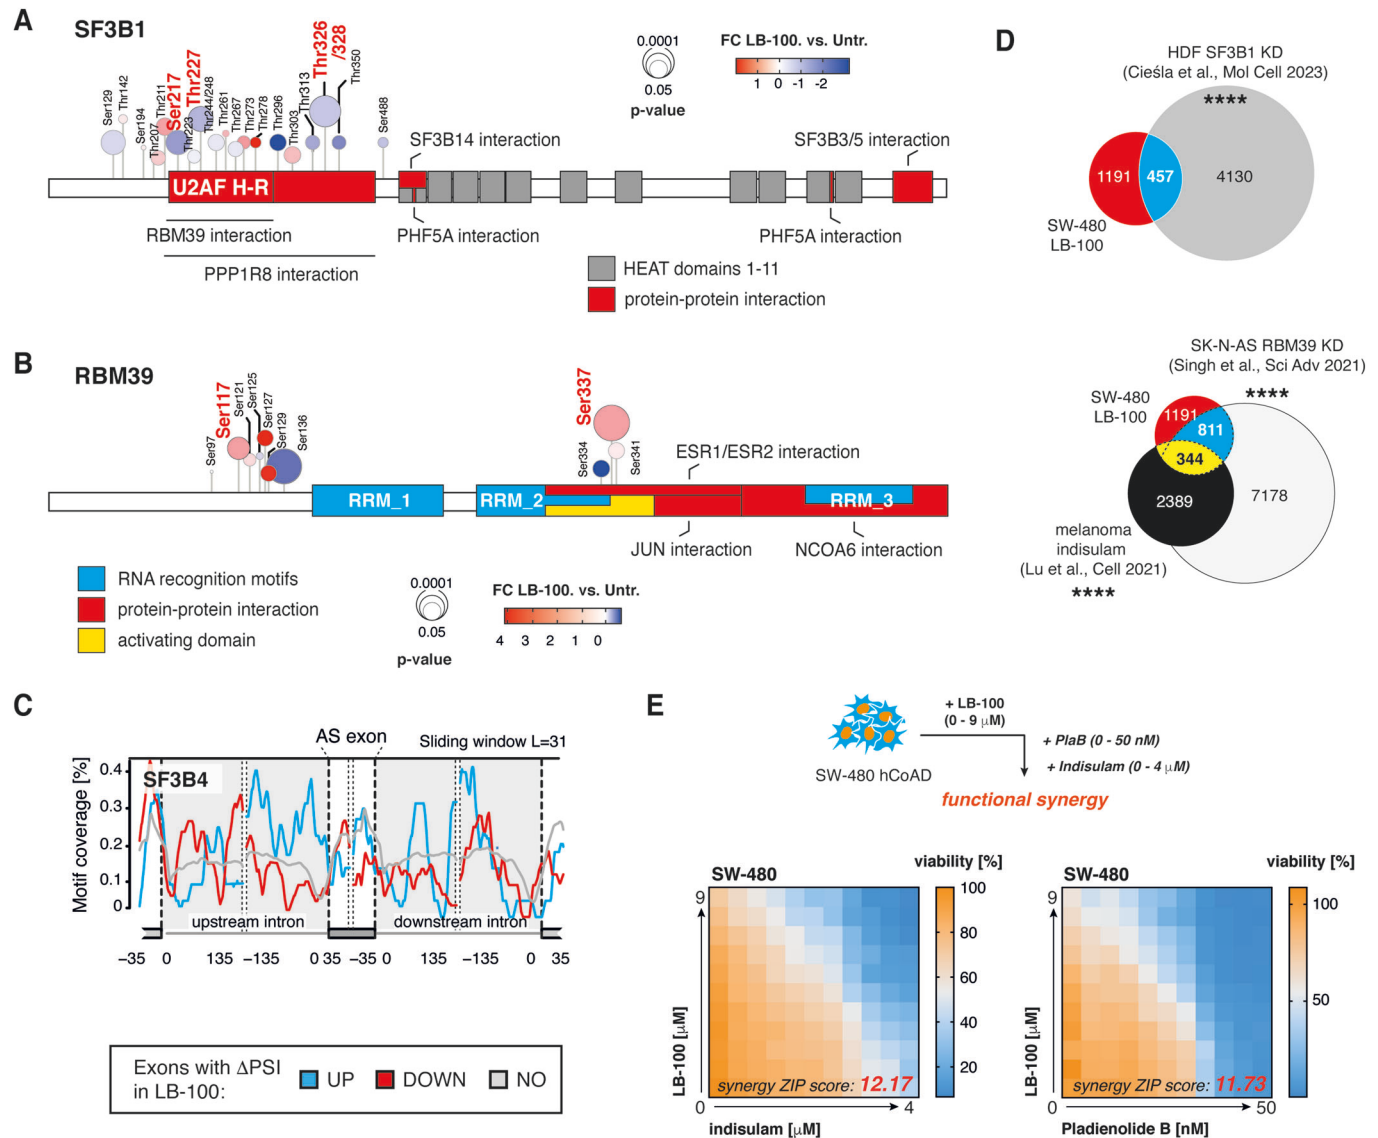 A
SF3B1
Ser129
Thr142
Ser194
Thr207
Thr211
Ser217
Thr223
Thr227
Thr244/248
Thr261
Thr267
Thr273
Thr278
Thr296
Thr303
Thr313
Thr326
/328
Thr350
Ser488
0.0001
0.05
p-value
FC LB-100. vs. Untr.
1 0 -1 -2
U2AF H-R
SF3B14 interaction
SF3B3/5 interaction
RBM39 interaction
PHF5A interaction
PHF5A interaction
PPP1R8 interaction
HEAT domains 1-11
protein-protein interaction
B
RBM39
Ser97
Ser117
Ser121
Ser125
Ser127
Ser129
Ser136
Ser334
Ser337
Ser341
ESR1/ESR2 interaction
RRM_1
RRM_2
RRM_3
JUN interaction
NCOA6 interaction
RNA recognition motifs
protein-protein interaction
activating domain
0.0001
0.05
p-value
FC LB-100. vs. Untr.
4 3 2 1 0
C
AS exon
Sliding window L=31
SF3B4
Motif coverage [%]
0.4
0.3
0.2
0.1
0
upstream intron
downstream intron
−35 0 135 −135 0 35 −35 0 135 −135 0 35
Exons with ΔPSI
in LB-100:
UP
DOWN
NO
D
HDF SF3B1 KD
(Cieśla et al., Mol Cell 2023)
****
1191
457
4130
SW-480
LB-100
SK-N-AS RBM39 KD
(Singh et al., Sci Adv 2021)
****
SW-480
LB-100
1191
811
344
2389
7178
melanoma
indisulam
(Lu et al., Cell 2021)
****
E
+ LB-100
(0 - 9 μM)
SW-480 hCoAD
+ PlaB (0 - 50 nM)
+ Indisulam (0 - 4 μM)
functional synergy
SW-480
viability [%]
9
LB-100 [μM]
synergy ZIP score: 12.17
0
4
indisulam [μM]
100
80
60
40
20
SW-480
viability [%]
9
LB-100 [μM]
synergy ZIP score: 11.73
0
50
Pladienolide B [nM]
100
50